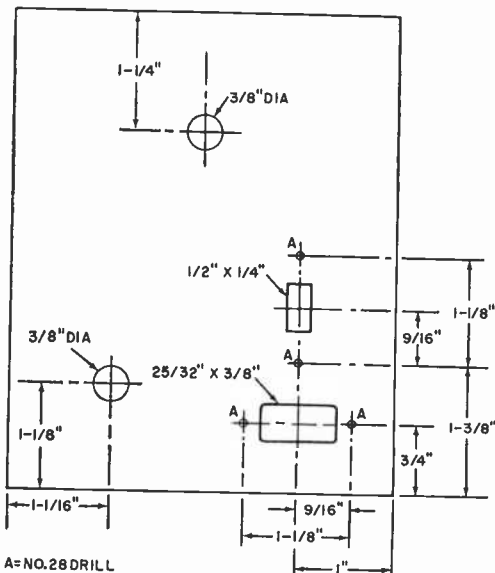 1-1/4"
3/8"DIA
A
1/2" X 1/4"
1-1/8"
9/16"
3/8"DIA
A
25/32" X 3/8"
A
A
1-1/8"
1-3/8"
3/4"
1-1/16"
9/16"
1-1/8"
1"
A=NO.28DRILL